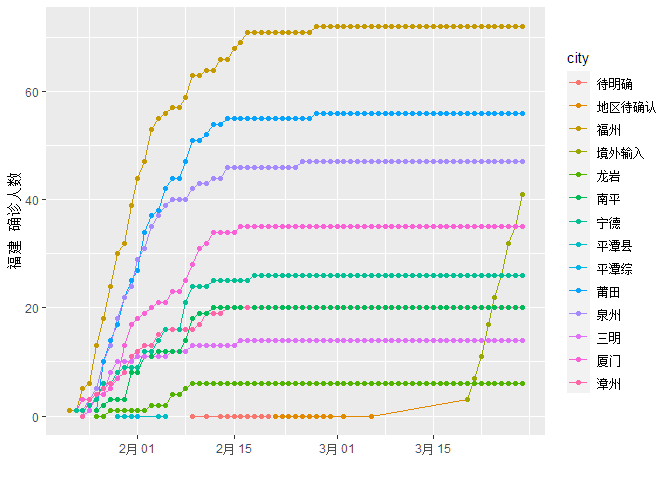 福建 确诊人数
60
40
20
0
2月 01
2月 15
3月 01
3月 15
city
待明确
地区待确认
福州
境外输入
龙岩
南平
宁德
平潭县
平潭综
莆田
泉州
三明
厦门
漳州